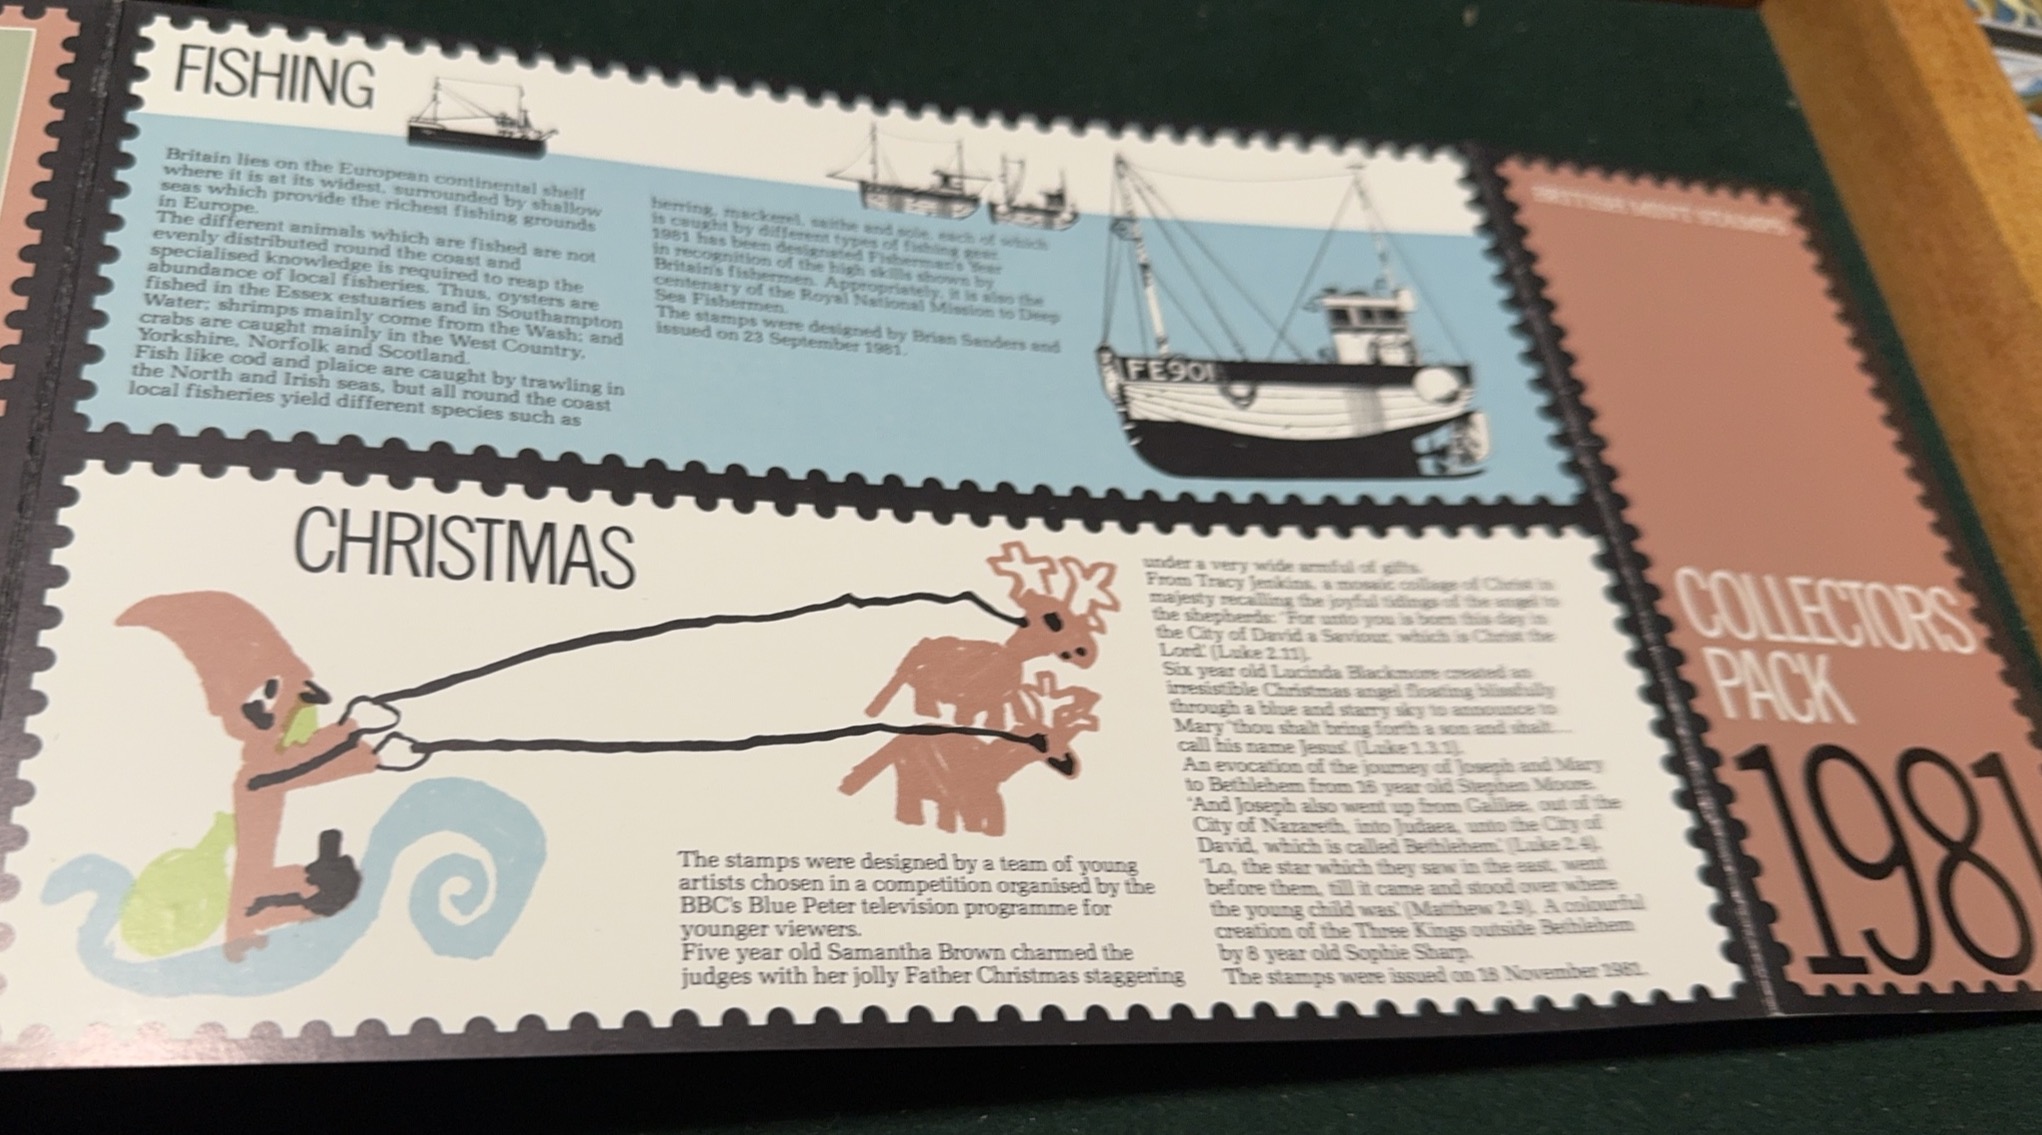 FISHING
Britain lies on the European continental shelf
where it is at its widest, surrounded by shallow
seas which provide the richest fishing grounds
in Europe.
The different animals which are fished are not
evenly distributed round the coast and
specialised knowledge is required to reap the
abundance of local fisheries. Thus, oysters are
fished in the Essex estuaries and in Southampton
Water; shrimps mainly come from the Wash; and
crabs are caught mainly in the West Country,
Yorkshire, Norfolk and Scotland.
Fish like cod and plaice are caught by trawling in
the North and Irish seas, but all round the coast
local fisheries yield different species such as
herring, mackerel, saithe and sole, each of which
is caught by different types of fishing gear.
1981 has been designated Fisherman's Year
in recognition of the high skills shown by
Britain's fishermen. Appropriately, it is also the
centenary of the Royal National Mission to Deep
Sea Fishermen.
The stamps were designed by Brian Sanders and
issued on 23 September 1981.
FE901
CHRISTMAS
The stamps were designed by a team of young
artists chosen in a competition organised by the
BBC's Blue Peter television programme for
younger viewers.
Five year old Samantha Brown charmed the
judges with her jolly Father Christmas staggering
under a very wide armful of gifts.
From Tracy Jenkins, a mosaic collage of Christ in
majesty recalling the joyful tidings of the angel to
the shepherds: 'For unto you is born this day in
the City of David a Saviour, which is Christ the
Lord.' (Luke 2.11).
Six year old Lucinda Blackmore created an
irresistible Christmas angel floating blissfully
through a blue and starry sky to announce to
Mary 'thou shalt bring forth a son and shalt...
call his name Jesus'. (Luke 1.31).
An evocation of the journey of Joseph and Mary
to Bethlehem from 16 year old Stephen Moore.
'And Joseph also went up from Galilee, out of the
City of Nazareth, into Judaea, unto the City of
David, which is called Bethlehem.' (Luke 2.4).
'Lo, the star which they saw in the east, went
before them, till it came and stood over where
the young child was.' (Matthew 2.9). A colourful
creation of the Three Kings outside Bethlehem
by 8 year old Sophie Sharp.
The stamps were issued on 18 November 1981.
BRITISH MINT STAMPS
COLLECTORS
PACK
1981